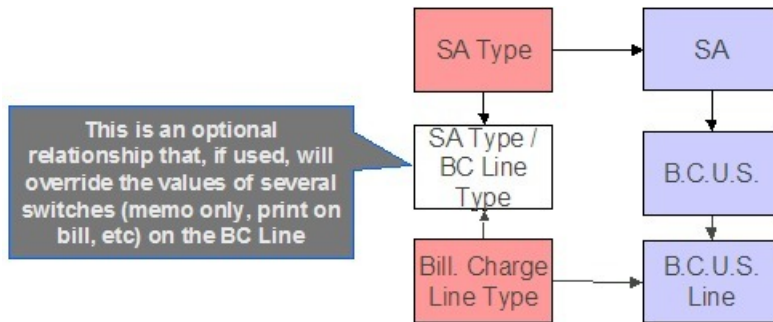 SA Type
SA
This is an optional
relationship that, if used, will
override the values of several
switches (memo only, print on
bill, etc) on the BC Line
SA Type /
BC Line
Type
B.C.U.S.
Bill. Charge
Line Type
B.C.U.S.
Line